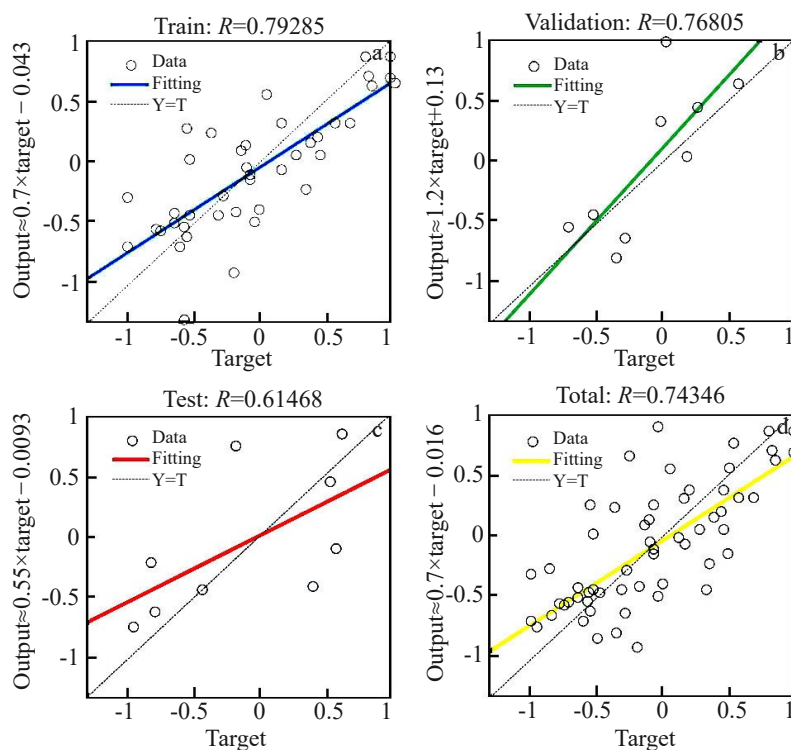 Train: R=0.79285
a
Data
Fitting
Y=T
1
0.5
0
-0.5
-1
-1
-0.5
0
0.5
1
Target
Output≈0.7×target－0.043
Validation: R=0.76805
b
Data
Fitting
Y=T
1
0.5
0
-0.5
-1
-1
-0.5
0
0.5
1
Target
Output≈1.2×target+0.13
Test: R=0.61468
c
Data
Fitting
Y=T
1
0.5
0
-0.5
-1
-1
-0.5
0
0.5
1
Target
Output≈0.55×target－0.0093
Total: R=0.74346
d
Data
Fitting
Y=T
1
0.5
0
-0.5
-1
-1
-0.5
0
0.5
1
Target
Output≈0.7×target－0.016